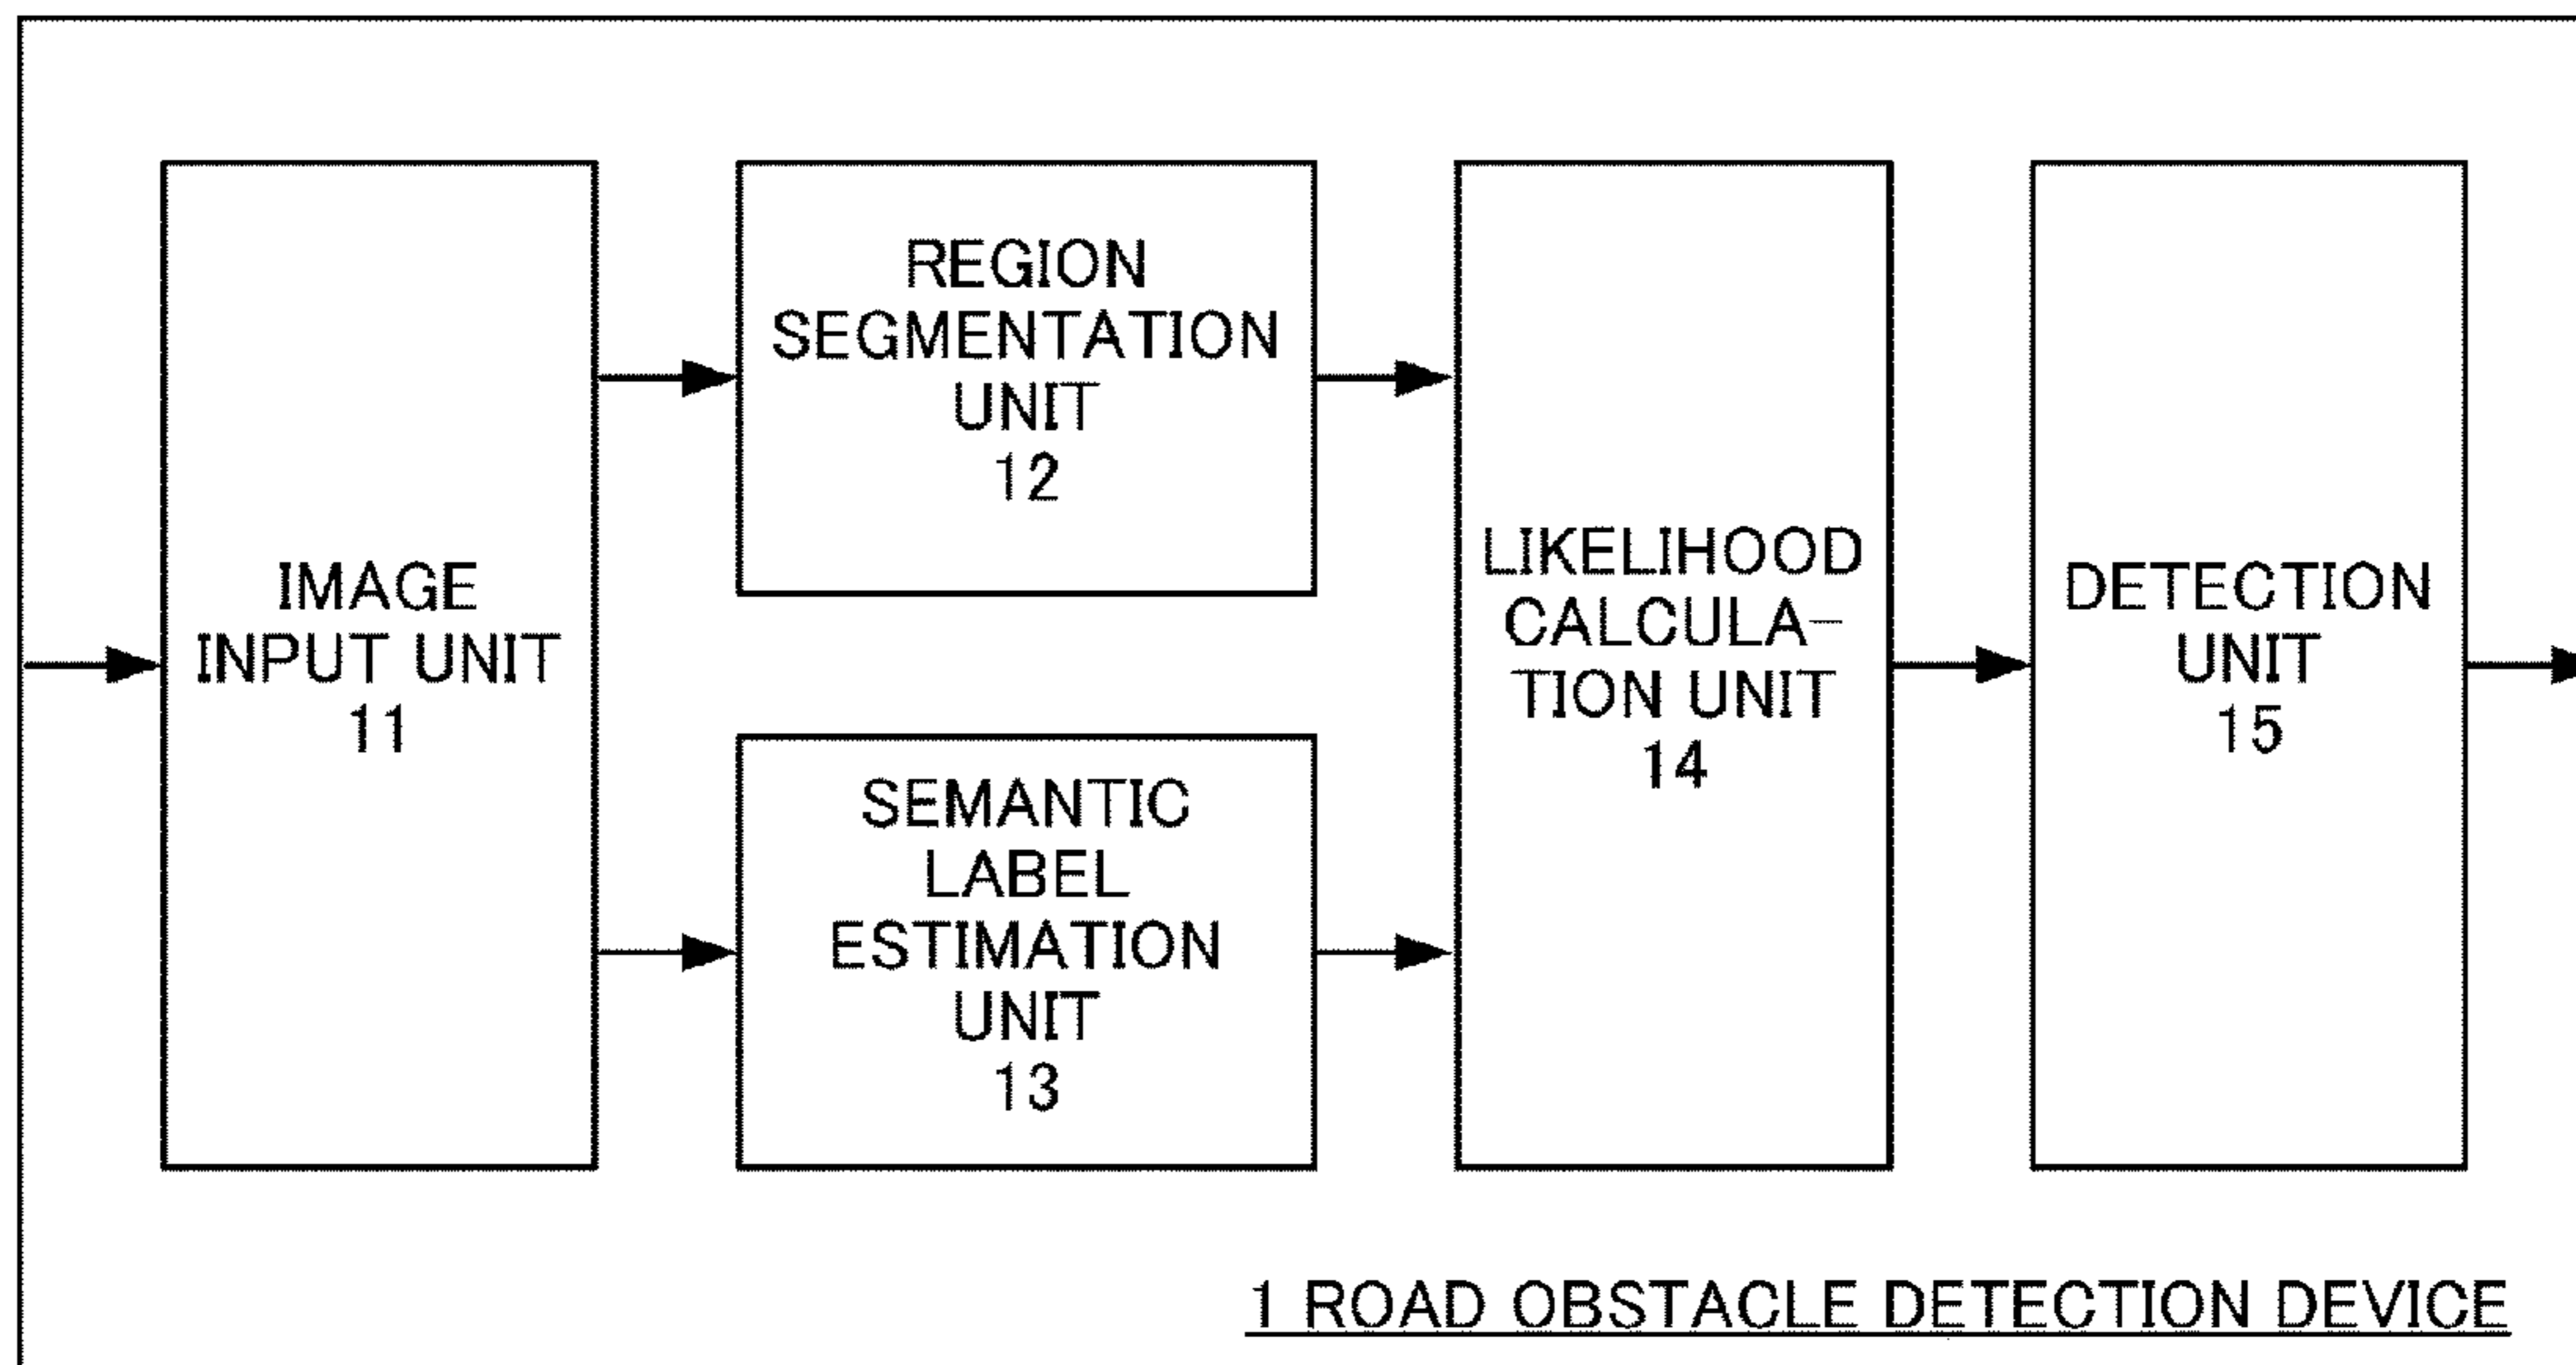 IMAGE
INPUT UNIT
11
REGION
SEGMENTATION
UNIT
12
SEMANTIC
LABEL
ESTIMATION
UNIT
13
LIKELIHOOD
CALCULA-
TION UNIT
14
DETECTION
UNIT
15
1 ROAD OBSTACLE DETECTION DEVICE